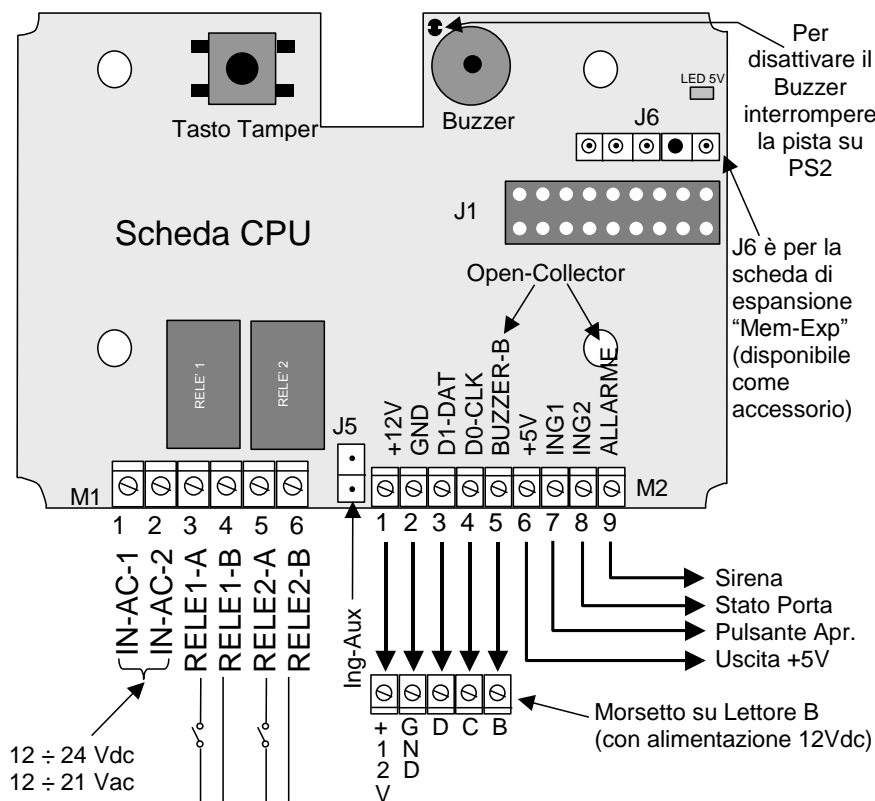 Per
disattivare il
Buzzer
interrompere
la pista su
PS2
LED 5V
Tasto Tamper
Buzzer
J6
J1
Scheda CPU
Open-Collector
J6 è per la
scheda di
espansione
“Mem-Exp”
(disponibile
come
accessorio)
RELE' 1
RELE' 2
J5
+12V
GND
D1-DAT
D0-CLK
BUZZER-B
+5V
ING1
ING2
ALLARME
M1
M2
1 2 3 4 5 6
1 2 3 4 5 6 7 8 9
IN-AC-1
IN-AC-2
RELE1-A
RELE1-B
RELE2-A
RELE2-B
Ing-Aux
Sirena
Stato Porta
Pulsante Apr.
Uscita +5V
+12V
GND
D
C
B
Morsetto su Lettore B
(con alimentazione 12Vdc)
12 ÷ 24 Vdc
12 ÷ 21 Vac